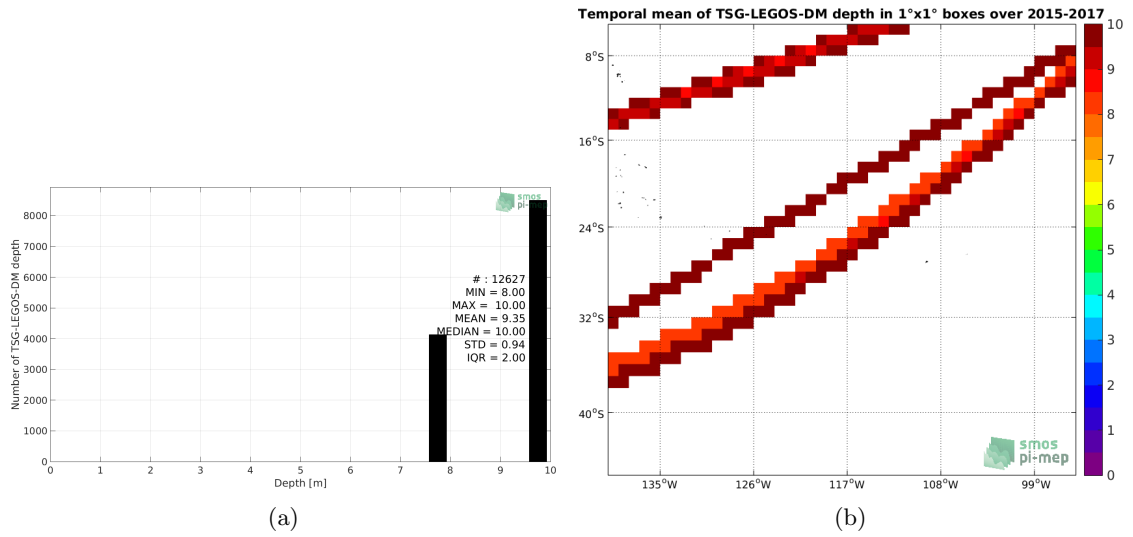 Temporal mean of TSG-LEGOS-DM depth in 1°x1° boxes over 2015-2017
Number of TSG-LEGOS-DM depth
8000
7000
6000
5000
4000
3000
2000
1000
0
smos
pi-mep
# : 12627
MIN = 8.00
MAX = 10.00
MEAN = 9.35
MEDIAN = 10.00
STD = 0.94
IQR = 2.00
0 1 2 3 4 5 6 7 8 9 10
Depth [m]
(a)
8°S
16°S
24°S
32°S
40°S
135°W 126°W 117°W 108°W 99°W
smos
pi-mep
10
9
8
7
6
5
4
3
2
1
0
(b)